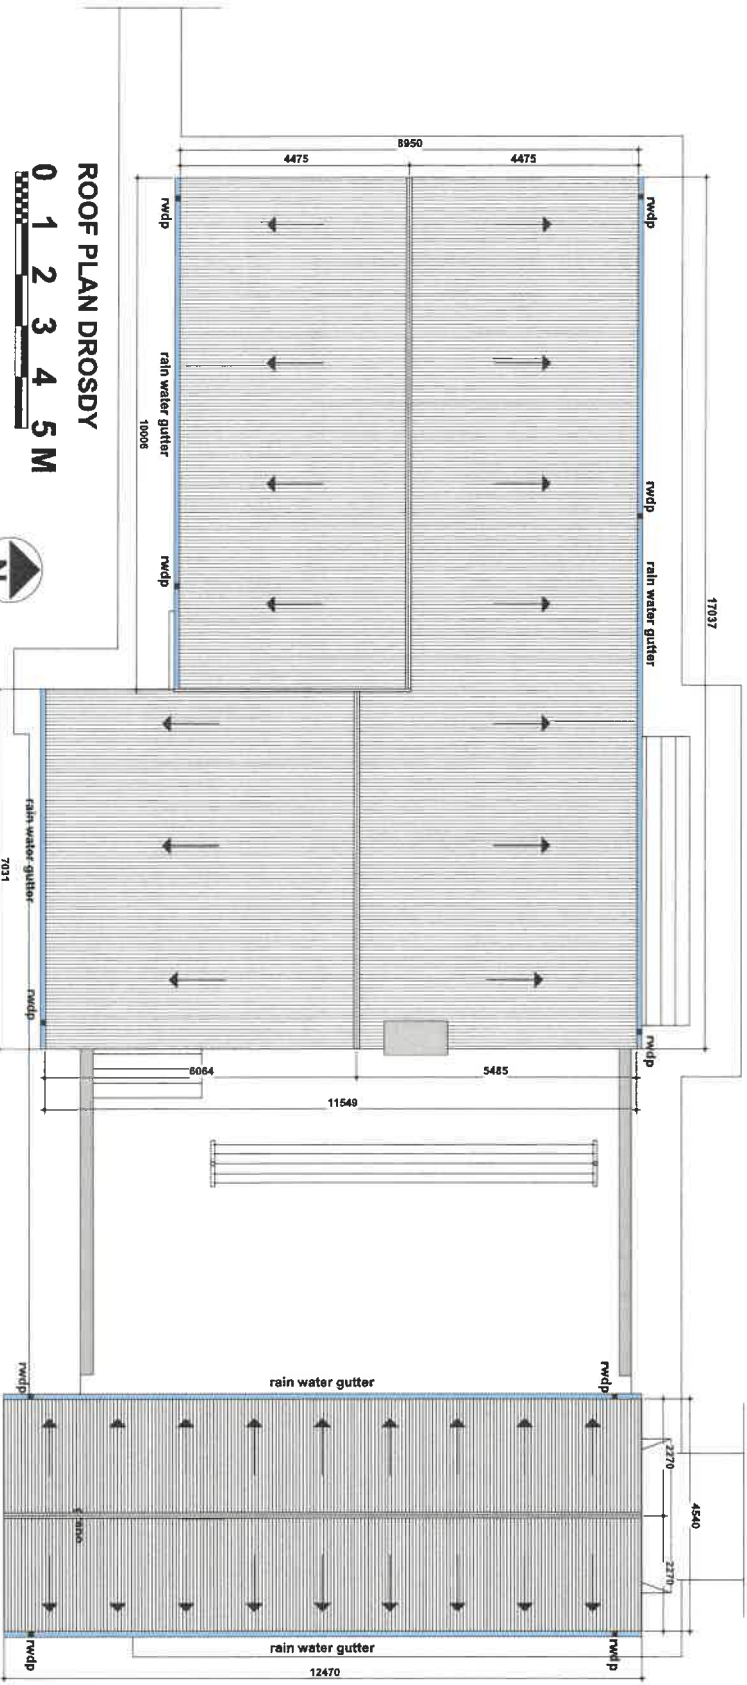 8950
4475
4475
rwdp
rwdp
rain water gutter
10006
rwdp
rwdp
rain water gutter
17037
rwdp
ROOF PLAN DROSDY
0 1 2 3 4 5 M
N
rain water gutter
7031
rwdp
6064
5485
11549
rwdp
rain water gutter
rwdp
2270
4540
2270
rwdp
rain water gutter
rwdp
12470